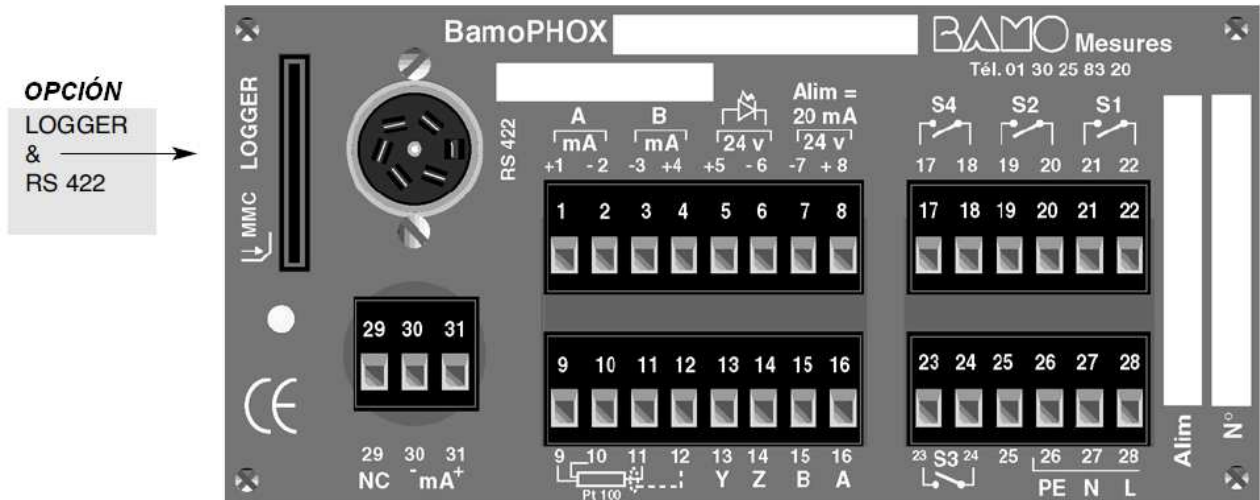 OPCIÓN
LOGGER
&
RS 422
MMC LOGGER
BamoPHOX
BAMO Mesures
Tél. 01 30 25 83 20
RS 422
A B 24 v Alim =
mA mA 20 mA
24 v
+1 -2 -3 +4 +5 -6 -7 +8
S4 S2 S1
17 18 19 20 21 22
1 2 3 4 5 6 7 8
17 18 19 20 21 22
29 30 31
9 10 11 12 13 14 15 16
23 24 25 26 27 28
CE
29 30 31
NC - mA+
9 10 11 12 13 14 15 16
Pt 100 Y Z B A
23 S3 24 25 26 27 28
PE N L
Alim
N°